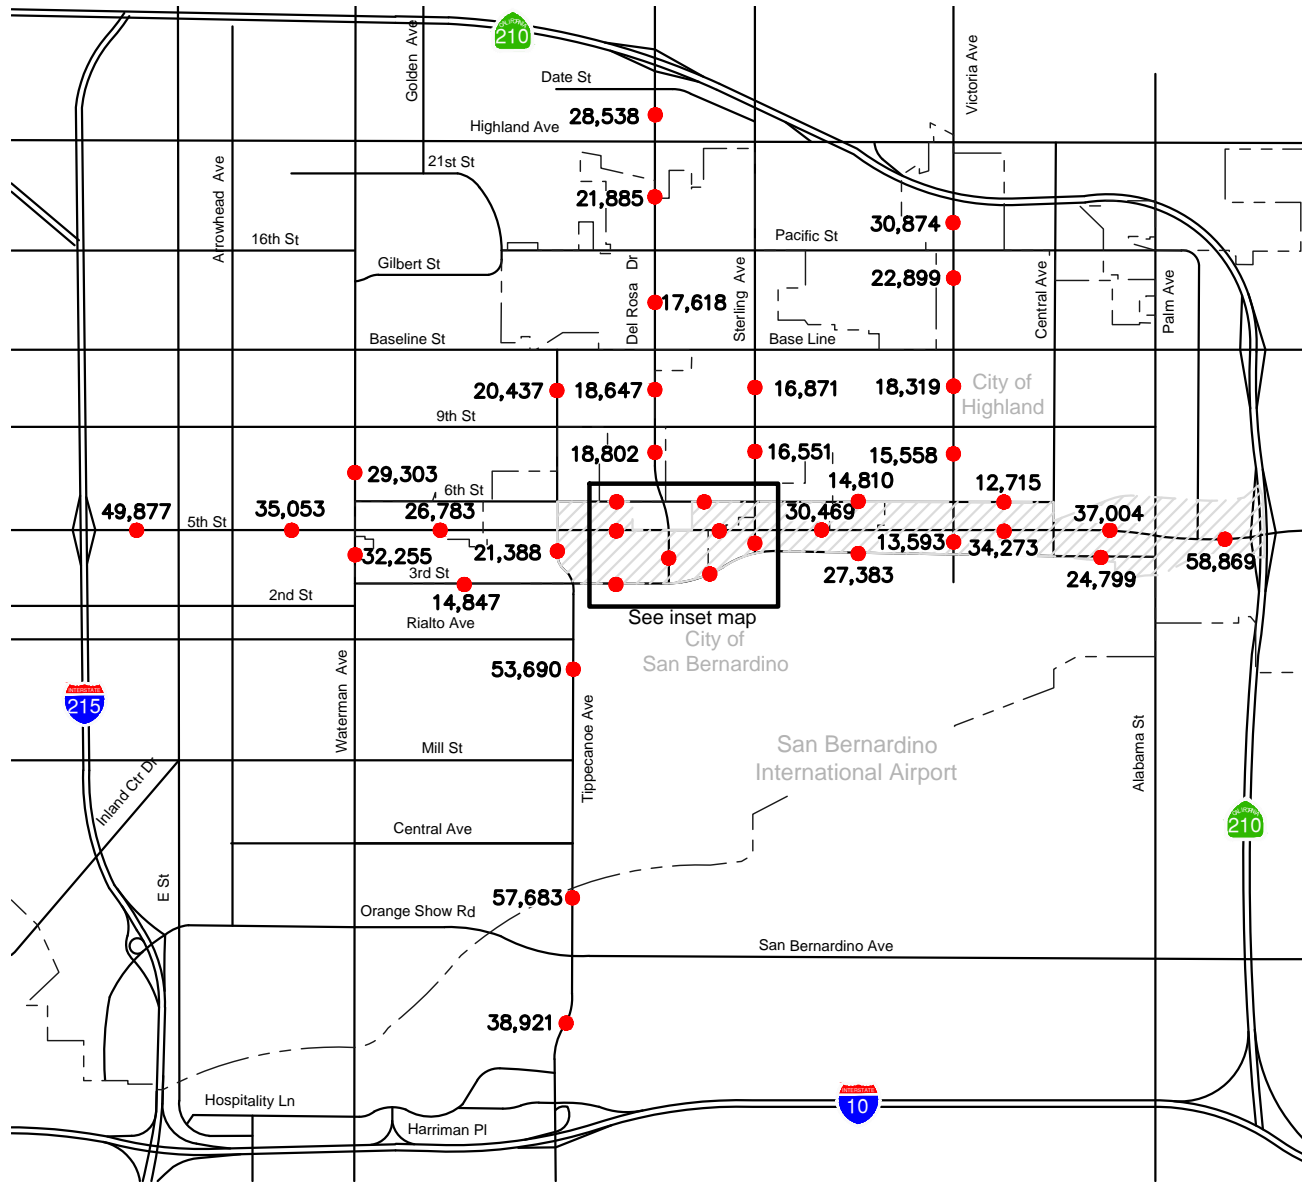 CALIFORNIA
210
Golden Ave
Victoria Ave
Date St
28,538
Highland Ave
21st St
Arrowhead Ave
21,885
30,874
16th St
Pacific St
Gilbert St
22,899
Del Rosa Dr
Sterling Ave
Central Ave
Palm Ave
17,618
Baseline St
Base Line
20,437
18,647
16,871
18,319
City of
Highland
9th St
18,802
16,551
15,558
29,303
6th St
14,810
12,715
49,877
35,053
26,783
30,469
37,004
5th St
21,388
13,593
34,273
58,869
32,255
27,383
24,799
3rd St
2nd St
14,847
Rialto Ave
See inset map
City of
San Bernardino
53,690
INTERSTATE
215
Waterman Ave
Tippecanoe Ave
Alabama St
Mill St
San Bernardino
International Airport
Inland Ctr Dr
Central Ave
CALIFORNIA
210
E St
57,683
Orange Show Rd
San Bernardino Ave
38,921
Hospitality Ln
INTERSTATE
10
Harriman Pl